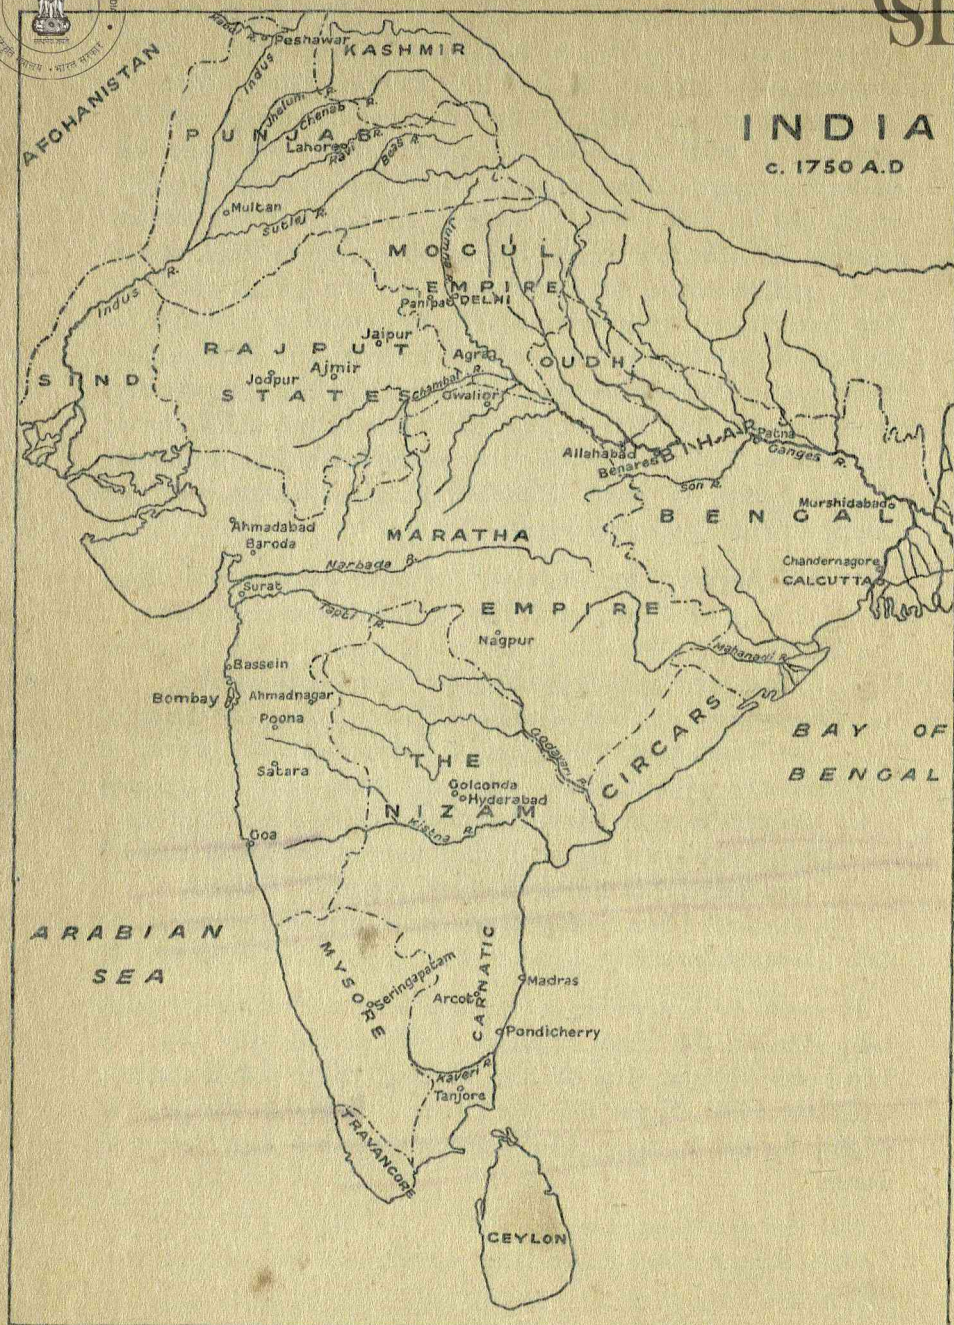 INDIA
C. 1750 A.D
AFGHANISTAN
Peshawar
KASHMIR
Indus
Jhelum R.
Chenab R.
PUNJAB
Lahore
Ravi R.
Beas R.
Multan
Sutlej R.
Indus R.
MOGUL
EMPIRE
Jumna R.
Panipat
DELHI
RAJPUT
STATES
Jaipur
Ajmir
Jodpur
Agra
OUDH
Chambal R.
Gwalior
SIND
Allahabad
Benares
BIHAR
Patna
Ganges R.
Son R.
Murshidabad
BENGAL
Ahmadabad
Baroda
MARATHA
EMPIRE
Narbada R.
Chandernagore
CALCUTTA
Surat
Tapti R.
Nagpur
Mahanadi R.
Bassein
Bombay
Ahmadnagar
Poona
Satara
THE
NIZAM
Golconda
Hyderabad
Godavari R.
CIRCARS
BAY OF
BENGAL
Kistna R.
Goa
ARABIAN
SEA
MYSORE
Seringapatam
Arcot
CARNATIC
Madras
Pondicherry
Kaveri R.
Tanjore
TRAVANCORE
CEYLON